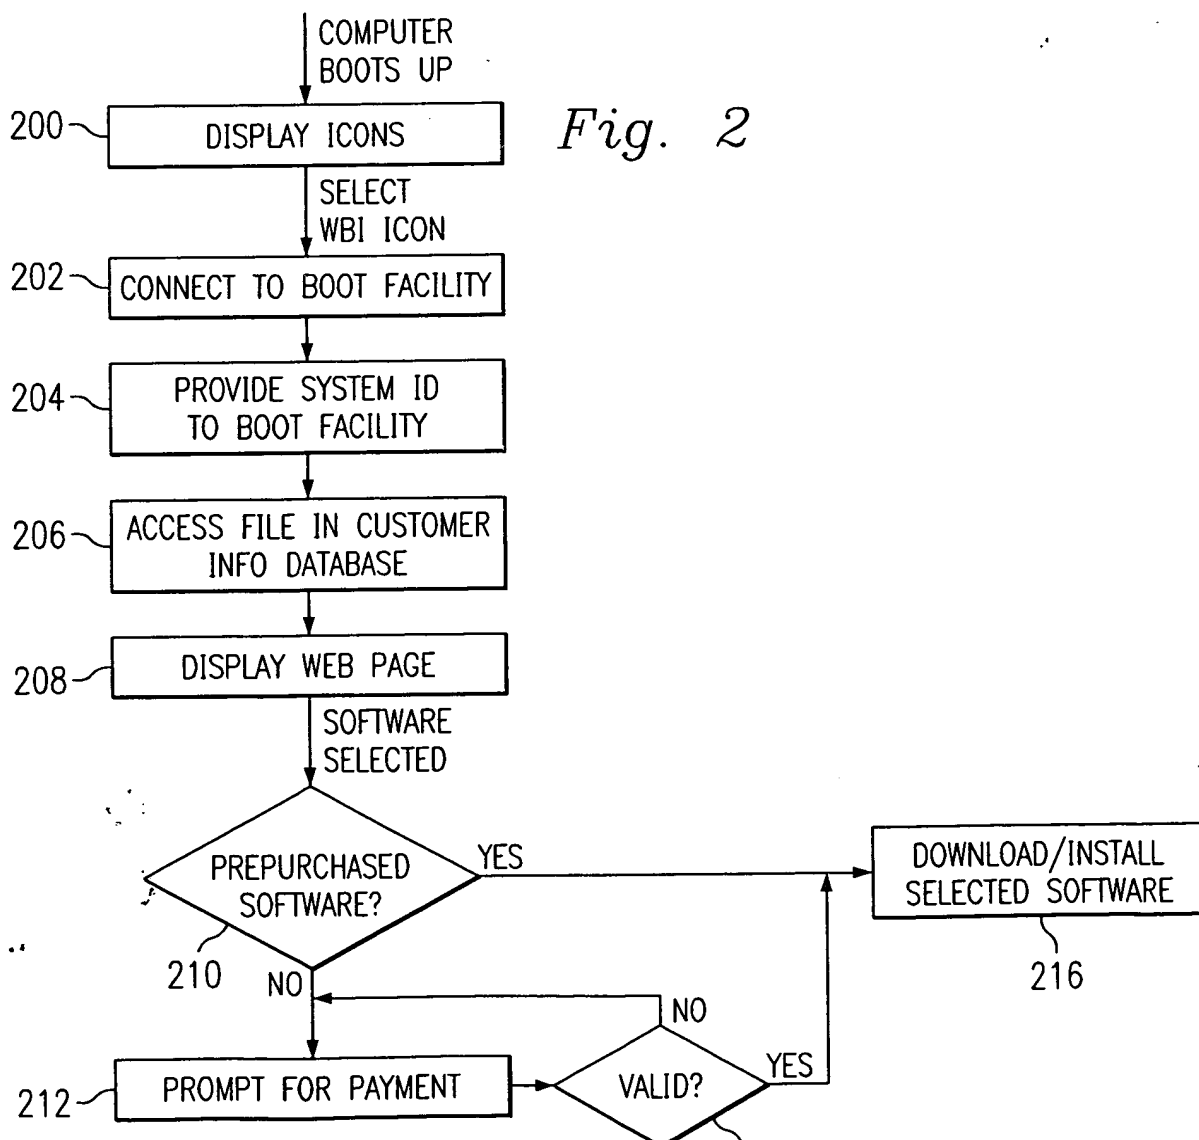 COMPUTER
BOOTS UP
200
DISPLAY ICONS
Fig. 2
SELECT
WBI ICON
202
CONNECT TO BOOT FACILITY
204
PROVIDE SYSTEM ID
TO BOOT FACILITY
206
ACCESS FILE IN CUSTOMER
INFO DATABASE
208
DISPLAY WEB PAGE
SOFTWARE
SELECTED
PREPURCHASED
SOFTWARE?
YES
210
NO
DOWNLOAD/INSTALL
SELECTED SOFTWARE
216
212
PROMPT FOR PAYMENT
VALID?
NO
YES